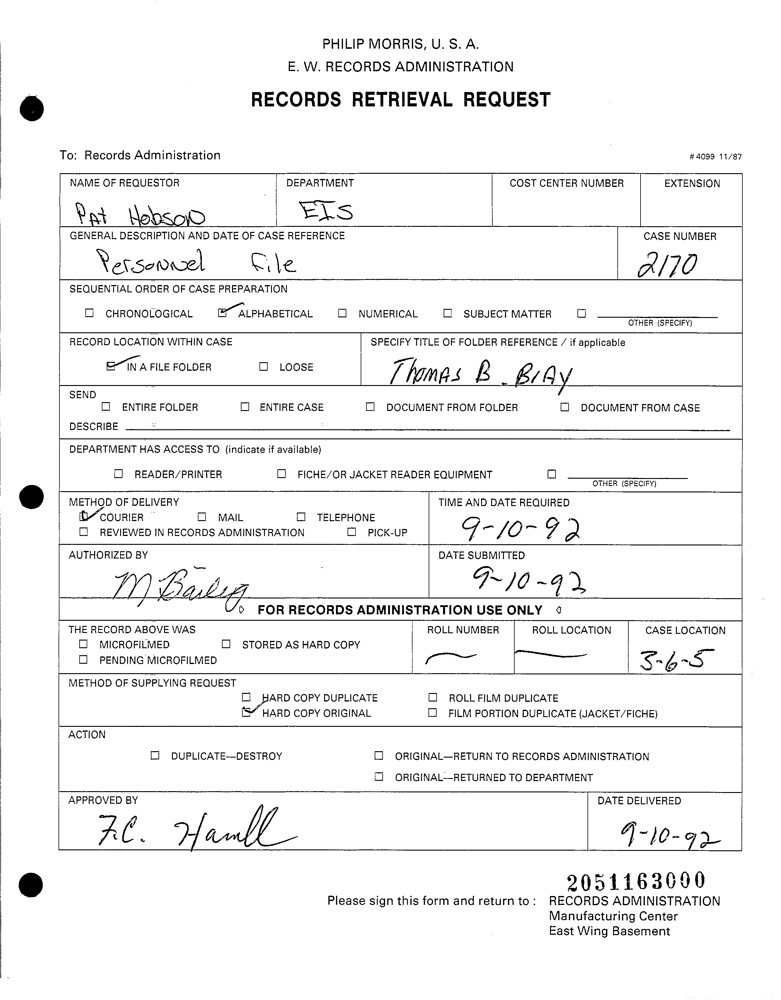 PHILIP MORRIS, U. S. A.
E. W. RECORDS ADMINISTRATION
RECORDS RETRIEVAL REQUEST
To: Records Administration
# 4099 11/87
NAME OF REQUESTOR DEPARTMENT COST CENTER NUMBER EXTENSION
Pat Hobson EIS
GENERAL DESCRIPTION AND DATE OF CASE REFERENCE CASE NUMBER
Personnel File 2170
SEQUENTIAL ORDER OF CASE PREPARATION
☐ CHRONOLOGICAL ☑ ALPHABETICAL ☐ NUMERICAL ☐ SUBJECT MATTER ☐
OTHER (SPECIFY)
RECORD LOCATION WITHIN CASE SPECIFY TITLE OF FOLDER REFERENCE / if applicable
☑ IN A FILE FOLDER ☐ LOOSE Thomas B. Bray
SEND
☐ ENTIRE FOLDER ☐ ENTIRE CASE ☐ DOCUMENT FROM FOLDER ☐ DOCUMENT FROM CASE
DESCRIBE
DEPARTMENT HAS ACCESS TO (indicate if available)
☐ READER/PRINTER ☐ FICHE/OR JACKET READER EQUIPMENT ☐
OTHER (SPECIFY)
METHOD OF DELIVERY TIME AND DATE REQUIRED
☑ COURIER ☐ MAIL ☐ TELEPHONE 9-10-92
☐ REVIEWED IN RECORDS ADMINISTRATION ☐ PICK-UP
AUTHORIZED BY DATE SUBMITTED
M Bailey 9-10-92
FOR RECORDS ADMINISTRATION USE ONLY
THE RECORD ABOVE WAS ROLL NUMBER ROLL LOCATION CASE LOCATION
☐ MICROFILMED ☐ STORED AS HARD COPY
☐ PENDING MICROFILMED — — 3-6-5
METHOD OF SUPPLYING REQUEST
☐ HARD COPY DUPLICATE ☐ ROLL FILM DUPLICATE
☑ HARD COPY ORIGINAL ☐ FILM PORTION DUPLICATE (JACKET/FICHE)
ACTION
☐ DUPLICATE—DESTROY ☐ ORIGINAL—RETURN TO RECORDS ADMINISTRATION
☐ ORIGINAL—RETURNED TO DEPARTMENT
APPROVED BY DATE DELIVERED
F.C. Hamll 9-10-92
2051163000
Please sign this form and return to : RECORDS ADMINISTRATION
Manufacturing Center
East Wing Basement